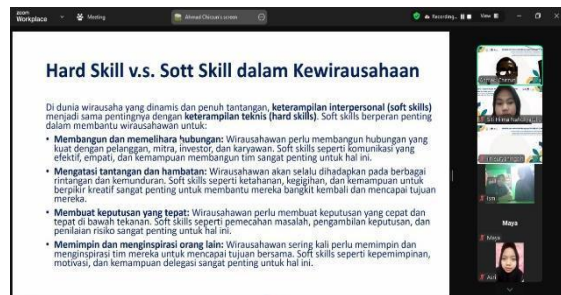 zoom
Workplace
Meeting
Ahmad Chirzun's screen
Recording...
View
Hard Skill v.s. Sott Skill dalam Kewirausahaan
Di dunia wirausaha yang dinamis dan penuh tantangan, keterampilan interpersonal (soft skills)
menjadi sama pentingnya dengan keterampilan teknis (hard skills). Soft skills berperan penting
dalam membantu wirausahawan untuk:
• Membangun dan memelihara hubungan: Wirausahawan perlu membangun hubungan yang
kuat dengan pelanggan, mitra, investor, dan karyawan. Soft skills seperti komunikasi yang
efektif, empati, dan kemampuan membangun tim sangat penting untuk hal ini.
• Mengatasi tantangan dan hambatan: Wirausahawan akan selalu dihadapkan pada berbagai
rintangan dan kemunduran. Soft skills seperti ketahanan, kegigihan, dan kemampuan untuk
berpikir kreatif sangat penting untuk membantu mereka bangkit kembali dan mencapai tujuan
mereka.
• Membuat keputusan yang tepat: Wirausahawan perlu membuat keputusan yang cepat dan
tepat di bawah tekanan. Soft skills seperti pemecahan masalah, pengambilan keputusan, dan
penilaian risiko sangat penting untuk hal ini.
• Memimpin dan menginspirasi orang lain: Wirausahawan sering kali perlu memimpin dan
menginspirasi tim mereka untuk mencapai tujuan bersama. Soft skills seperti kepemimpinan,
motivasi, dan kemampuan delegasi sangat penting untuk hal ini.
Isn
Maya
Maya